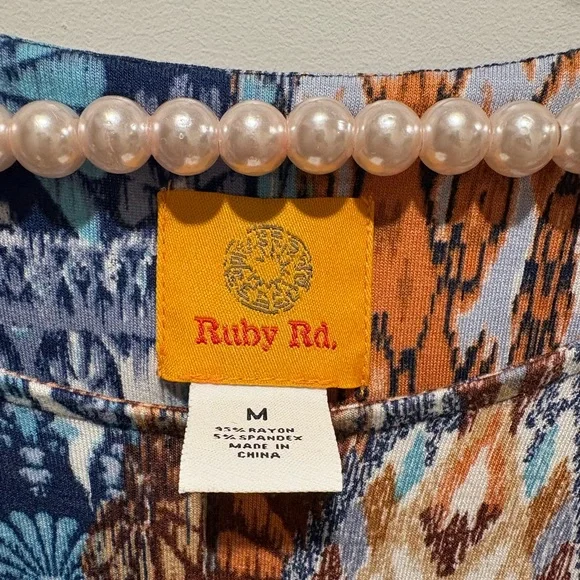 Ruby Rd.
M
95% RAYON
5% SPANDEX
MADE IN
CHINA